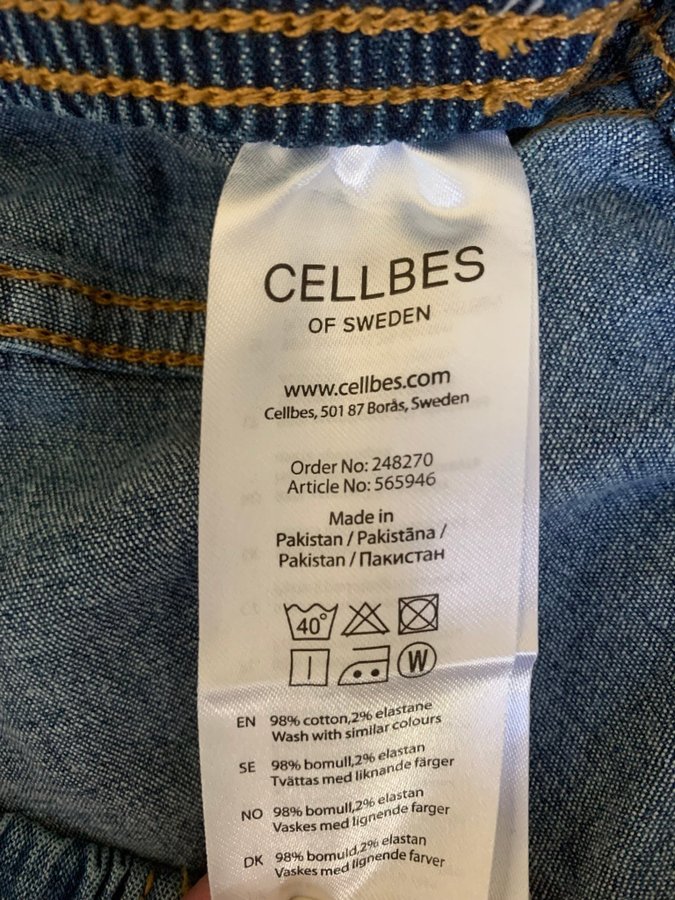 CELLBES
OF SWEDEN
www.cellbes.com
Cellbes, 501 87 Borås, Sweden
Order No: 248270
Article No: 565946
Made in
Pakistan / Pakistāna /
Pakistan / Пакистан
40°
W
EN 98% cotton,2% elastane
Wash with similar colours
SE 98% bomull,2% elastan
Tvättas med liknande färger
NO 98% bomull,2% elastan
Vaskes med lignende farger
DK 98% bomuld,2% elastan
Vaskes med lignende farver